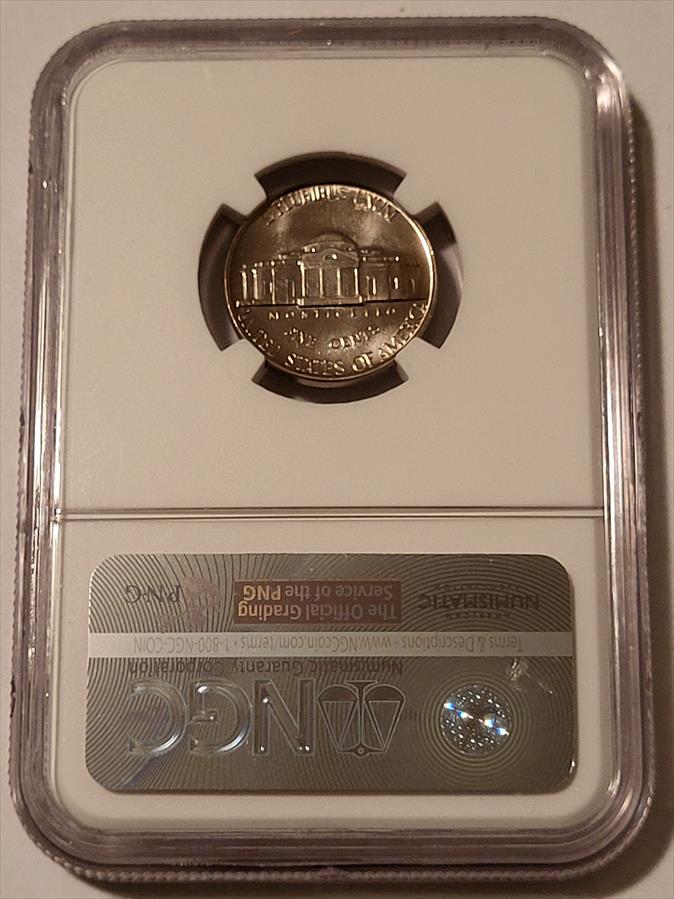 E PLURIBUS UNUM
MONTICELLO
FIVE CENTS
UNITED STATES OF AMERICA
NGC
Numismatic Guaranty Corporation
Terms & Descriptions - www.NGCcoin.com/terms • 1-800-NGC-COIN
NUMISMATIC
The Official Grading
Service of the PNG
PNG